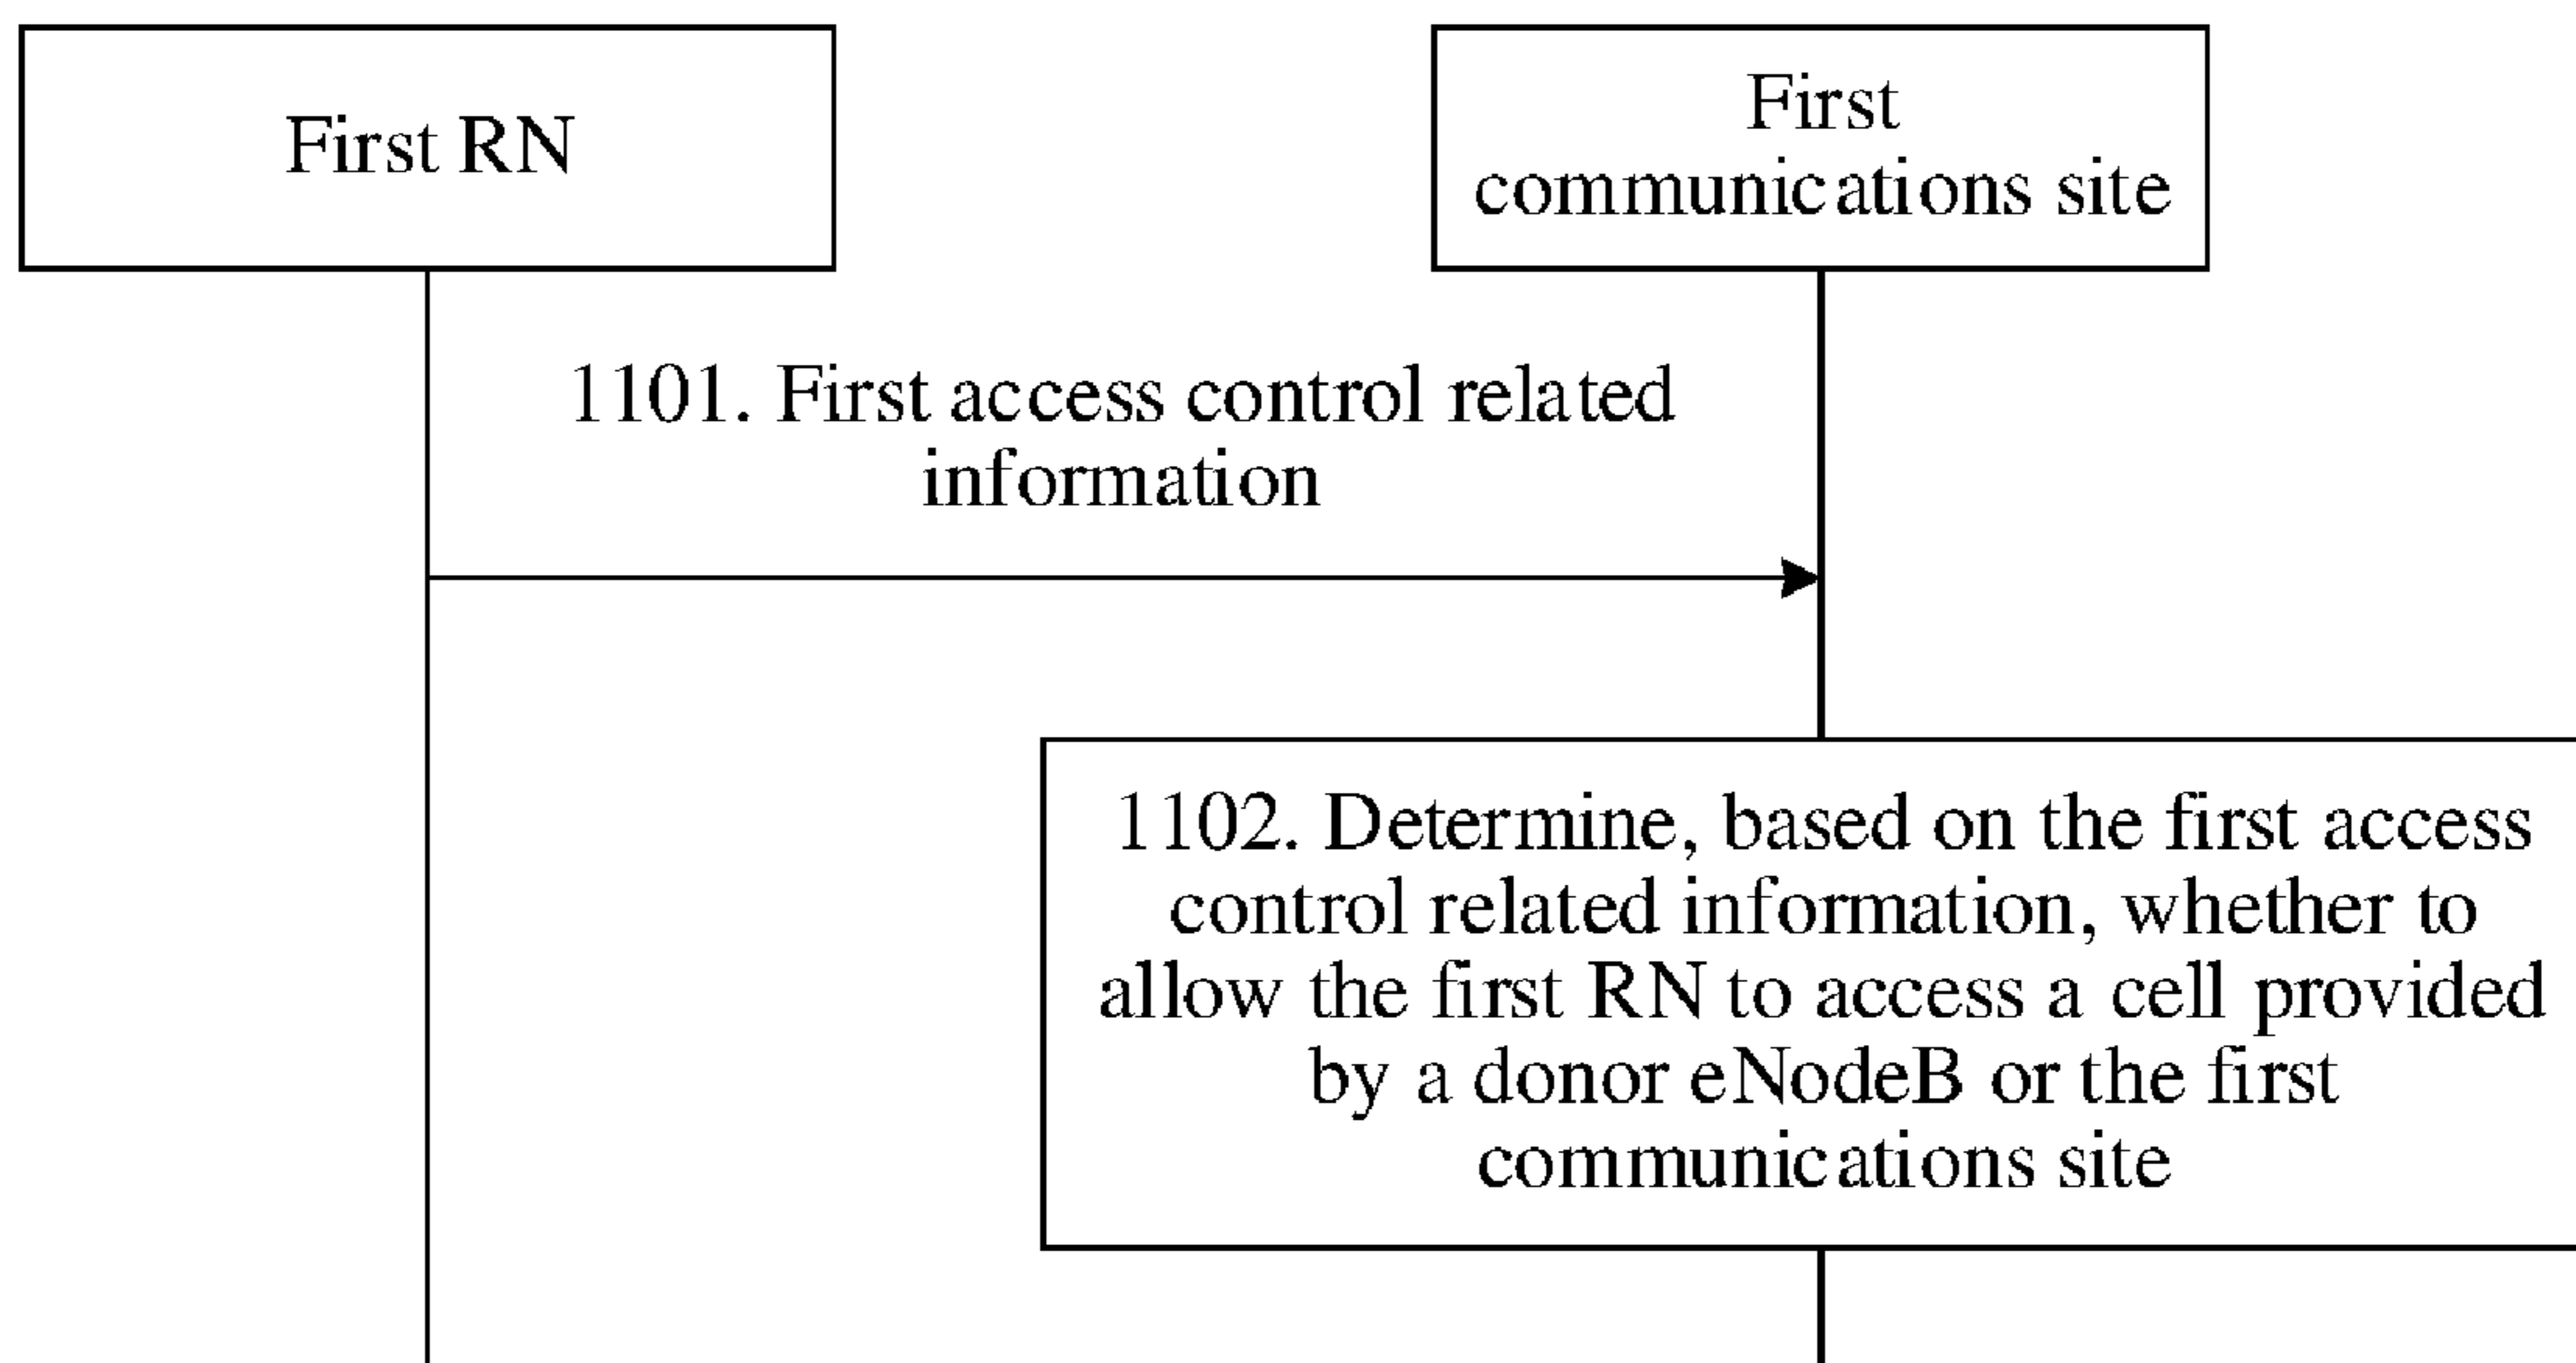 First RN
First
communications site
1101. First access control related
information
1102. Determine, based on the first access
control related information, whether to
allow the first RN to access a cell provided
by a donor eNodeB or the first
communications site